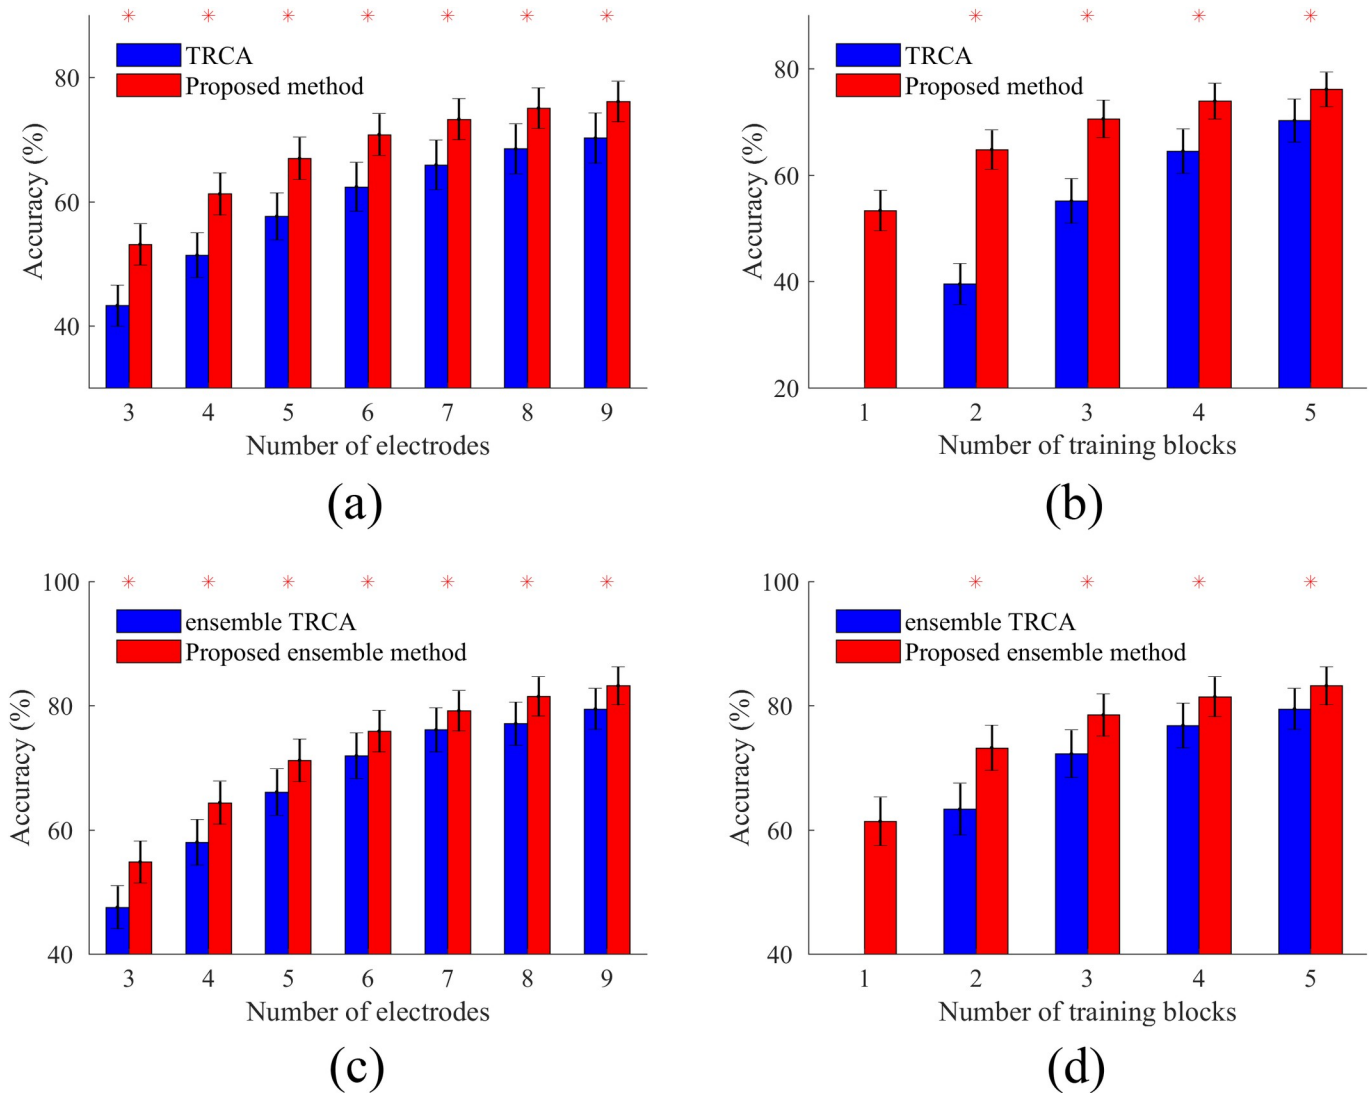 TRCA
Proposed method
80
60
40
Accuracy (%)
3 4 5 6 7 8 9
Number of electrodes
(a)
TRCA
Proposed method
80
60
40
20
Accuracy (%)
1 2 3 4 5
Number of training blocks
(b)
100
ensemble TRCA
Proposed ensemble method
80
60
40
Accuracy (%)
3 4 5 6 7 8 9
Number of electrodes
(c)
100
ensemble TRCA
Proposed ensemble method
80
60
40
Accuracy (%)
1 2 3 4 5
Number of training blocks
(d)